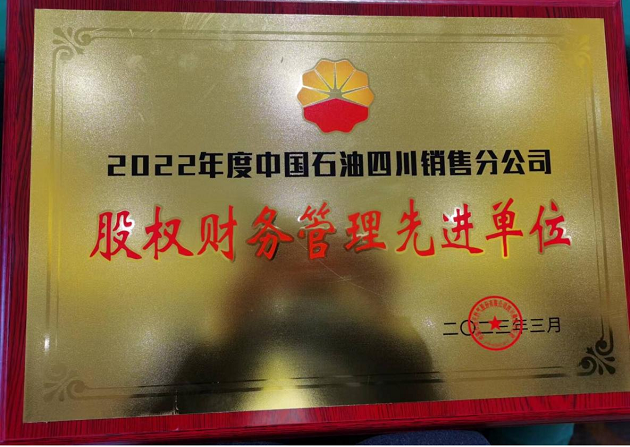 2022年度中国石油四川销售分公司
股权财务管理先进单位
二〇二三年三月